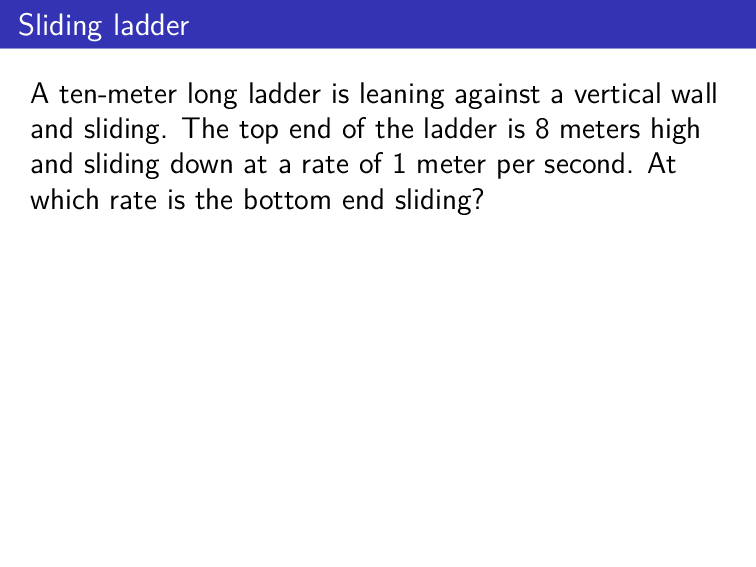 Sliding ladder
A ten-meter long ladder is leaning against a vertical wall
and sliding. The top end of the ladder is 8 meters high
and sliding down at a rate of 1 meter per second. At
which rate is the bottom end sliding?